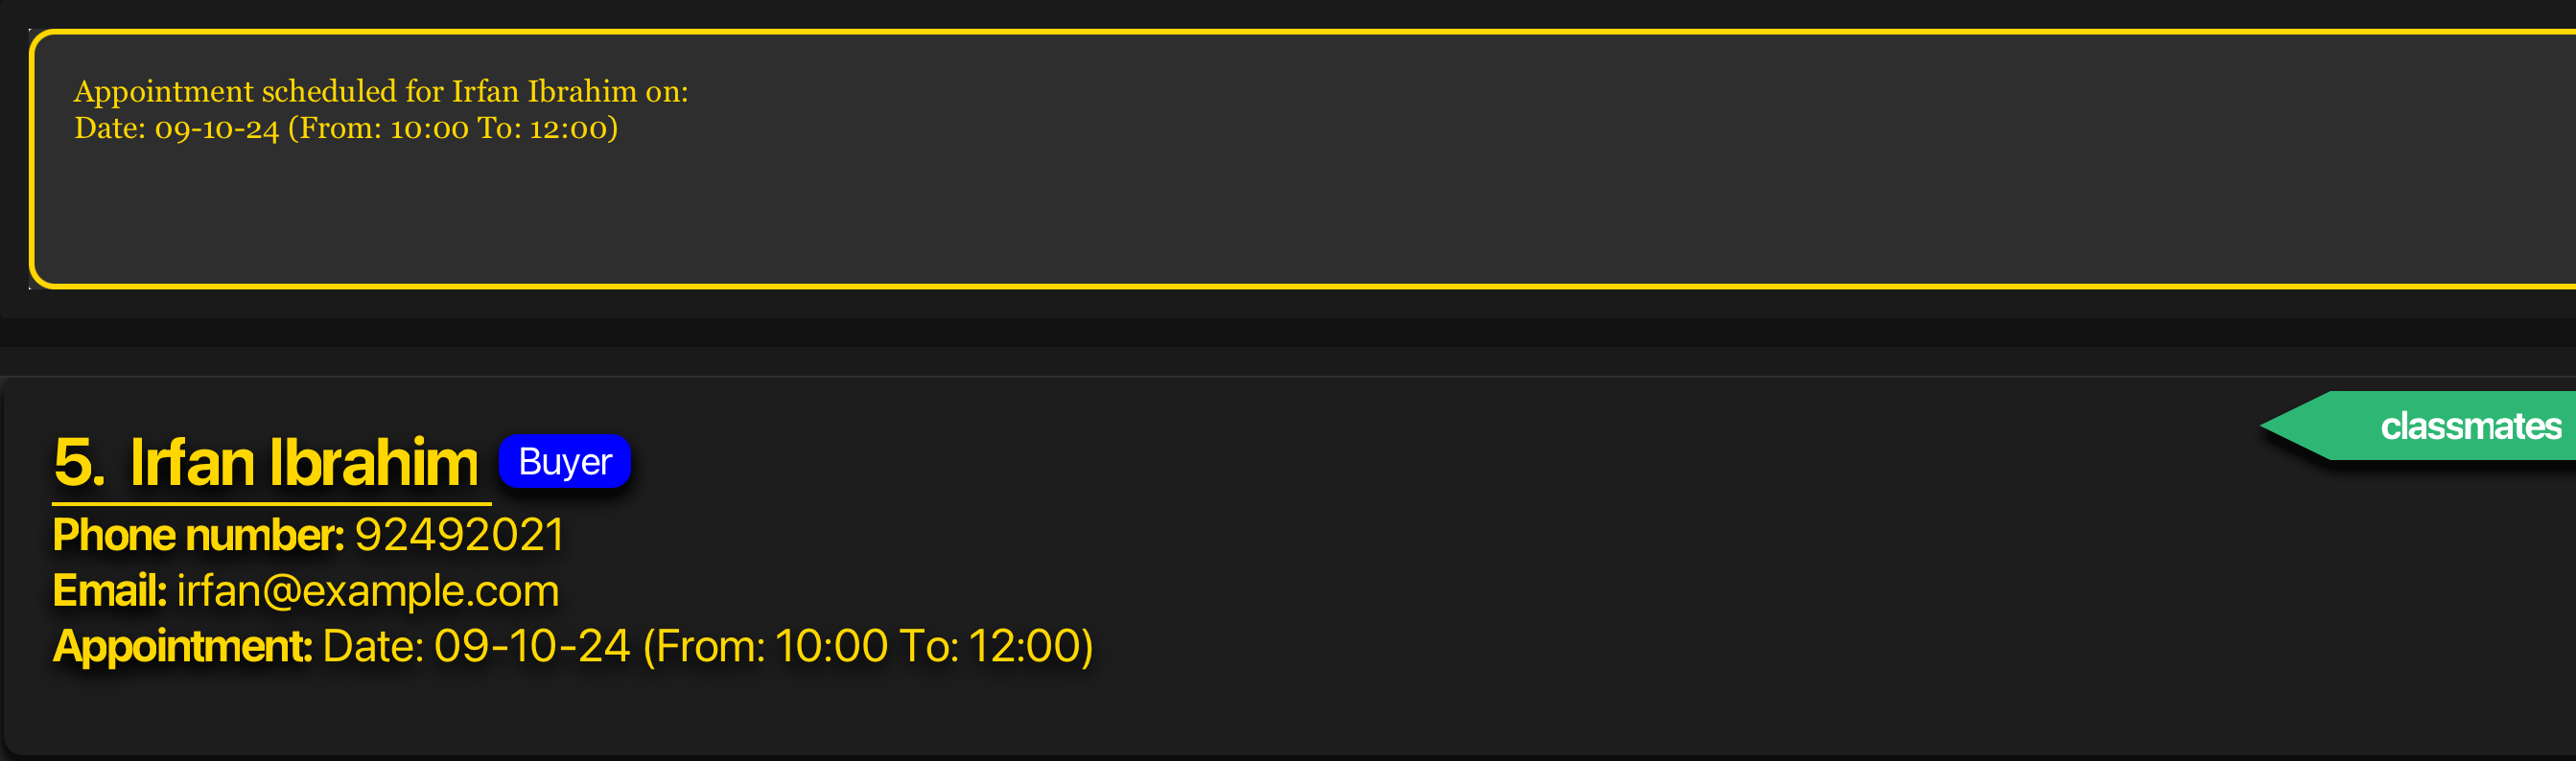 Appointment scheduled for Irfan Ibrahim on:
Date: 09-10-24 (From: 10:00 To: 12:00)
classmates
5. Irfan Ibrahim Buyer
Phone number: 92492021
Email: irfan@example.com
Appointment: Date: 09-10-24 (From: 10:00 To: 12:00)